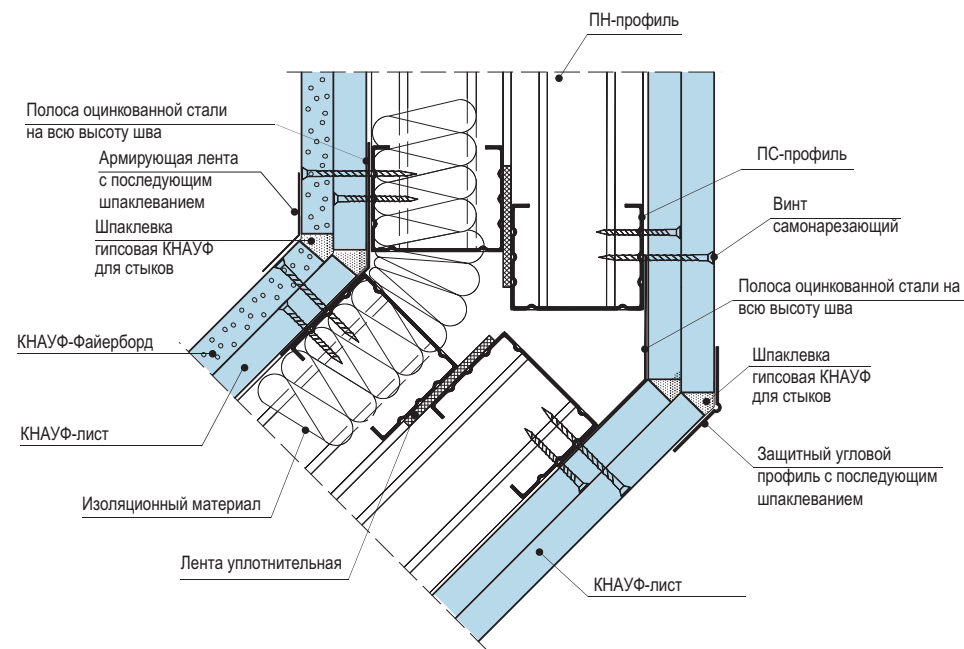 ПН-профиль
Полоса оцинкованной стали
на всю высоту шва
Армирующая лента
с последующим
шпаклеванием
Шпаклевка
гипсовая КНАУФ
для стыков
КНАУФ-Файерборд
КНАУФ-лист
Изоляционный материал
Лента уплотнительная
ПС-профиль
Винт
самонарезающий
Полоса оцинкованной стали на
всю высоту шва
Шпаклевка
гипсовая КНАУФ
для стыков
Защитный угловой
профиль с последующим
шпаклеванием
КНАУФ-лист